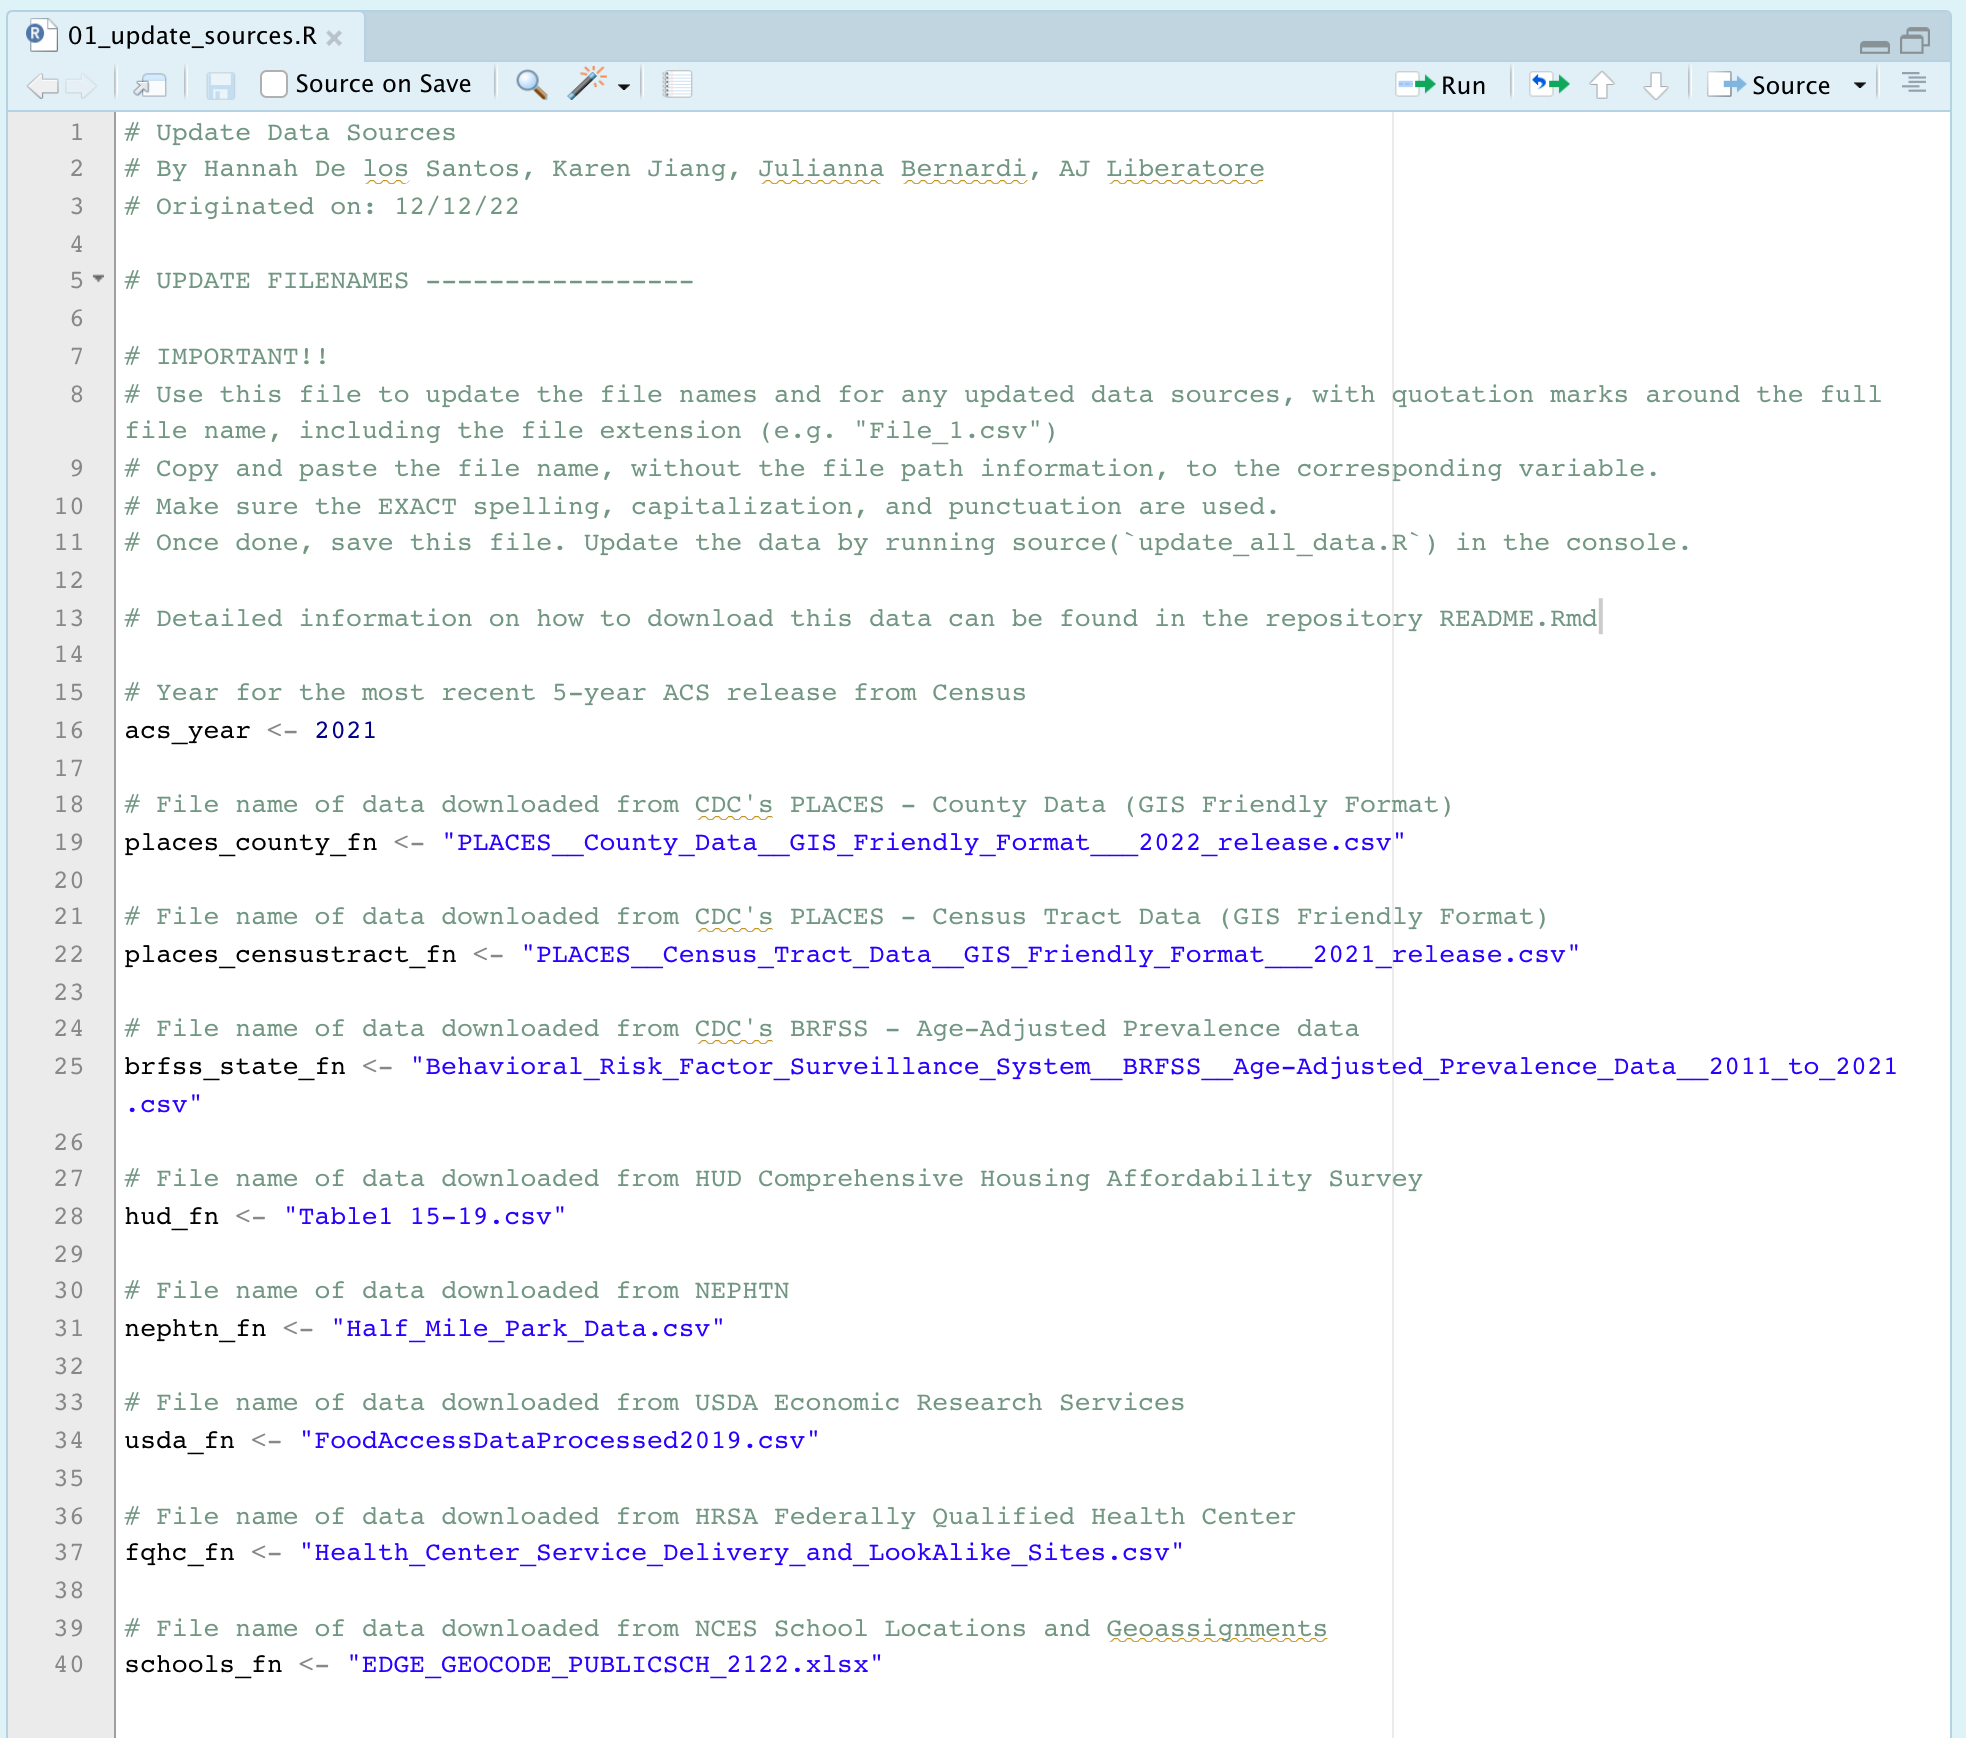 01_update_sources.R
Source on Save
Run
Source
1 # Update Data Sources
2 # By Hannah De los Santos, Karen Jiang, Julianna Bernardi, AJ Liberatore
3 # Originated on: 12/12/22
4
5 # UPDATE FILENAMES -----------------
6
7 # IMPORTANT!!
8 # Use this file to update the file names and for any updated data sources, with quotation marks around the full
file name, including the file extension (e.g. "File_1.csv")
9 # Copy and paste the file name, without the file path information, to the corresponding variable.
10 # Make sure the EXACT spelling, capitalization, and punctuation are used.
11 # Once done, save this file. Update the data by running source(`update_all_data.R`) in the console.
12
13 # Detailed information on how to download this data can be found in the repository README.Rmd
14
15 # Year for the most recent 5-year ACS release from Census
16 acs_year <- 2021
17
18 # File name of data downloaded from CDC's PLACES - County Data (GIS Friendly Format)
19 places_county_fn <- "PLACES__County_Data__GIS_Friendly_Format___2022_release.csv"
20
21 # File name of data downloaded from CDC's PLACES - Census Tract Data (GIS Friendly Format)
22 places_censustract_fn <- "PLACES__Census_Tract_Data__GIS_Friendly_Format___2021_release.csv"
23
24 # File name of data downloaded from CDC's BRFSS - Age-Adjusted Prevalence data
25 brfss_state_fn <- "Behavioral_Risk_Factor_Surveillance_System__BRFSS__Age-Adjusted_Prevalence_Data__2011_to_2021
.csv"
26
27 # File name of data downloaded from HUD Comprehensive Housing Affordability Survey
28 hud_fn <- "Table1 15-19.csv"
29
30 # File name of data downloaded from NEPHTN
31 nephtn_fn <- "Half_Mile_Park_Data.csv"
32
33 # File name of data downloaded from USDA Economic Research Services
34 usda_fn <- "FoodAccessDataProcessed2019.csv"
35
36 # File name of data downloaded from HRSA Federally Qualified Health Center
37 fqhc_fn <- "Health_Center_Service_Delivery_and_LookAlike_Sites.csv"
38
39 # File name of data downloaded from NCES School Locations and Geoassignments
40 schools_fn <- "EDGE_GEOCODE_PUBLICSCH_2122.xlsx"